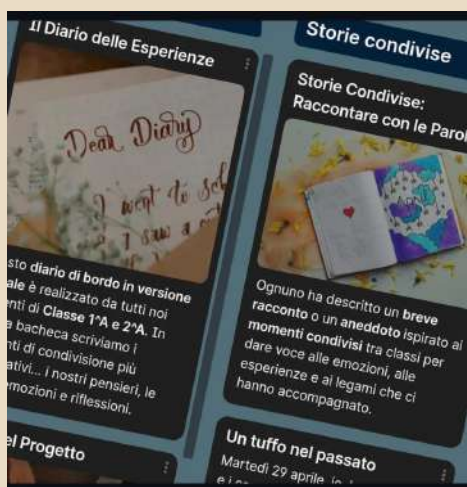 Il Diario delle Esperienze
Dear Diary
I went to
I saw a
sto diario di bordo in versione
ale è realizzato da tutti noi
enti di Classe 1^A e 2^A. In
a bacheca scriviamo i
nti di condivisione più
ativi... i nostri pensieri, le
mozioni e riflessioni.
el Progetto
Storie condivise
Storie Condivise:
Raccontare con le Parol
Ognuno ha descritto un breve
racconto o un aneddoto ispirato ai
momenti condivisi tra classi per
dare voce alle emozioni, alle
esperienze e ai legami che ci
hanno accompagnato.
Un tuffo nel passato
Martedì 29 aprile,